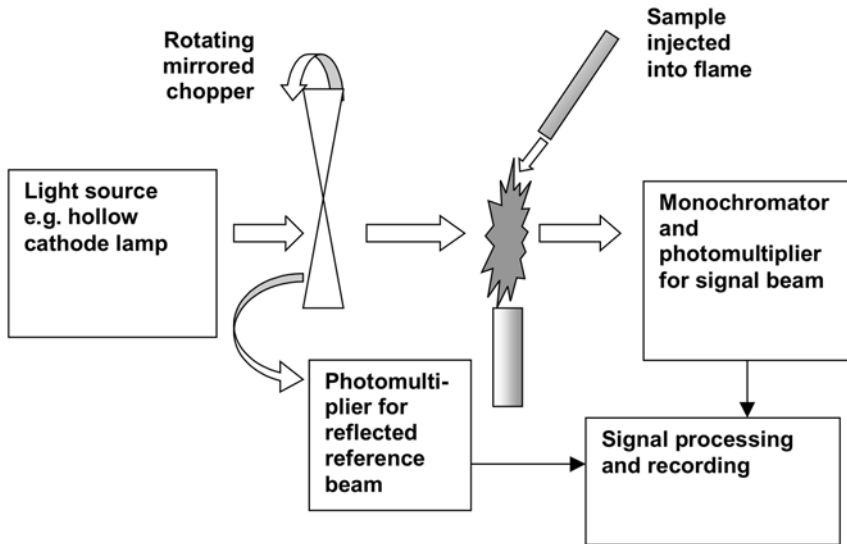 Rotating
mirrored
chopper
Sample
injected
into flame
Light source
e.g. hollow
cathode lamp
Monochromator
and
photomultiplier
for signal beam
Photomulti-
plier for
reflected
reference
beam
Signal processing
and recording